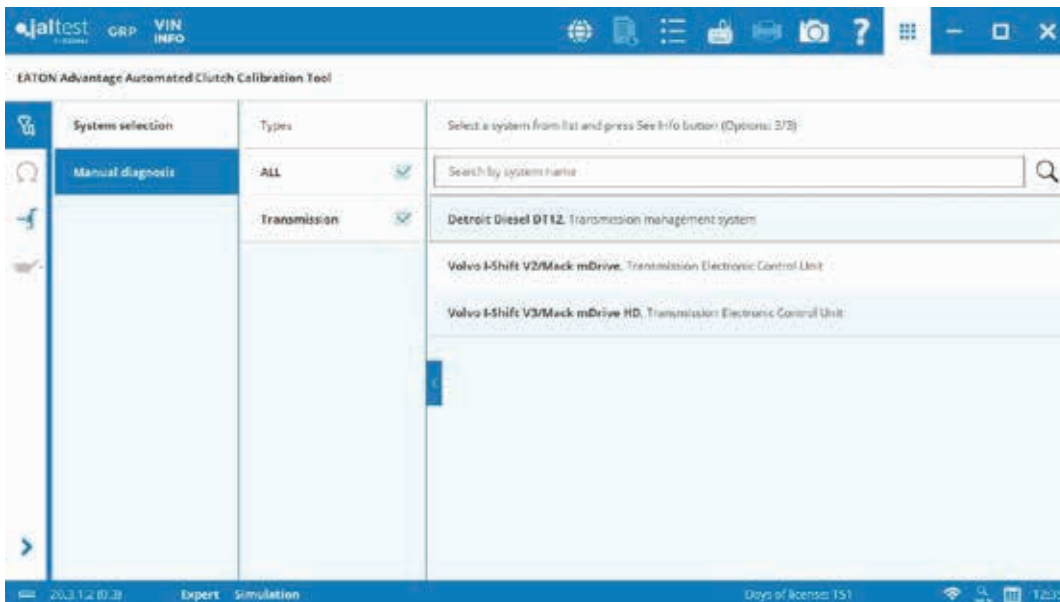 jaltest GRP VIN INFO ?
EATON Advantage Automated Clutch Calibration Tool
System selection
Types
Select a system from list and press See Info button (Options: 3/3)
Manual diagnosis
ALL
Search by system name
Transmission
Detroit Diesel DT12, Transmission management system
Volvo I-Shift V2/Mack mDrive, Transmission Electronic Control Unit
Volvo I-Shift V3/Mack mDrive HD, Transmission Electronic Control Unit
Expert Simulation Days of license: 151